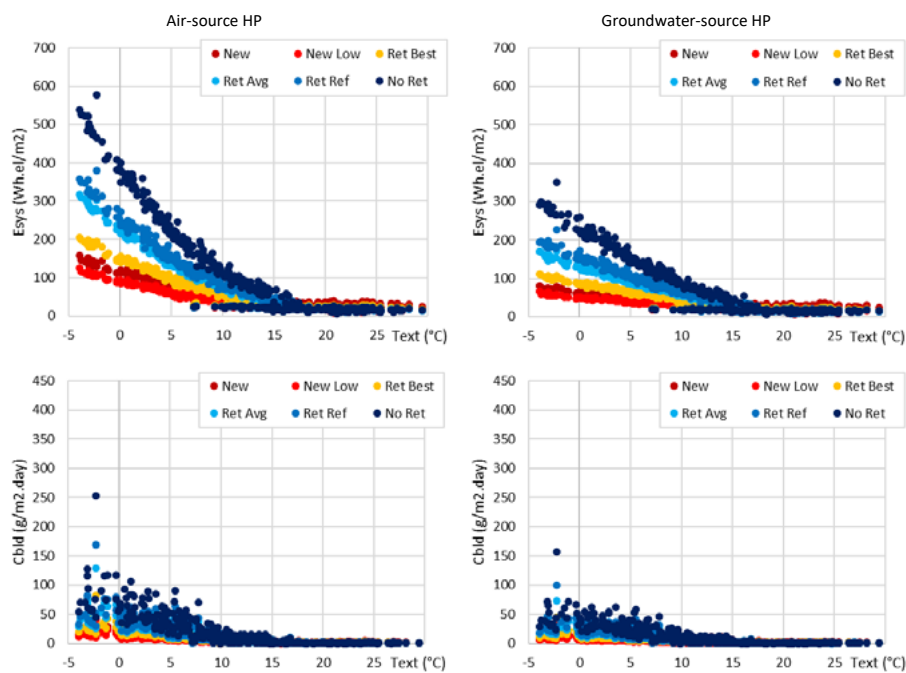 Air-source HP
Groundwater-source HP
700
600
500
400
300
200
100
0
Esys (Wh.el/m2)
New
New Low
Ret Best
Ret Avg
Ret Ref
No Ret
-5
0
5
10
15
20
25
Text (°C)
700
600
500
400
300
200
100
0
Esys (Wh.el/m2)
New
New Low
Ret Best
Ret Avg
Ret Ref
No Ret
-5
0
5
10
15
20
25
Text (°C)
450
400
350
300
250
200
150
100
50
0
Cbld (g/m2.day)
New
New Low
Ret Best
Ret Avg
Ret Ref
No Ret
-5
0
5
10
15
20
25
Text (°C)
450
400
350
300
250
200
150
100
50
0
Cbld (g/m2.day)
New
New Low
Ret Best
Ret Avg
Ret Ref
No Ret
-5
0
5
10
15
20
25
Text (°C)